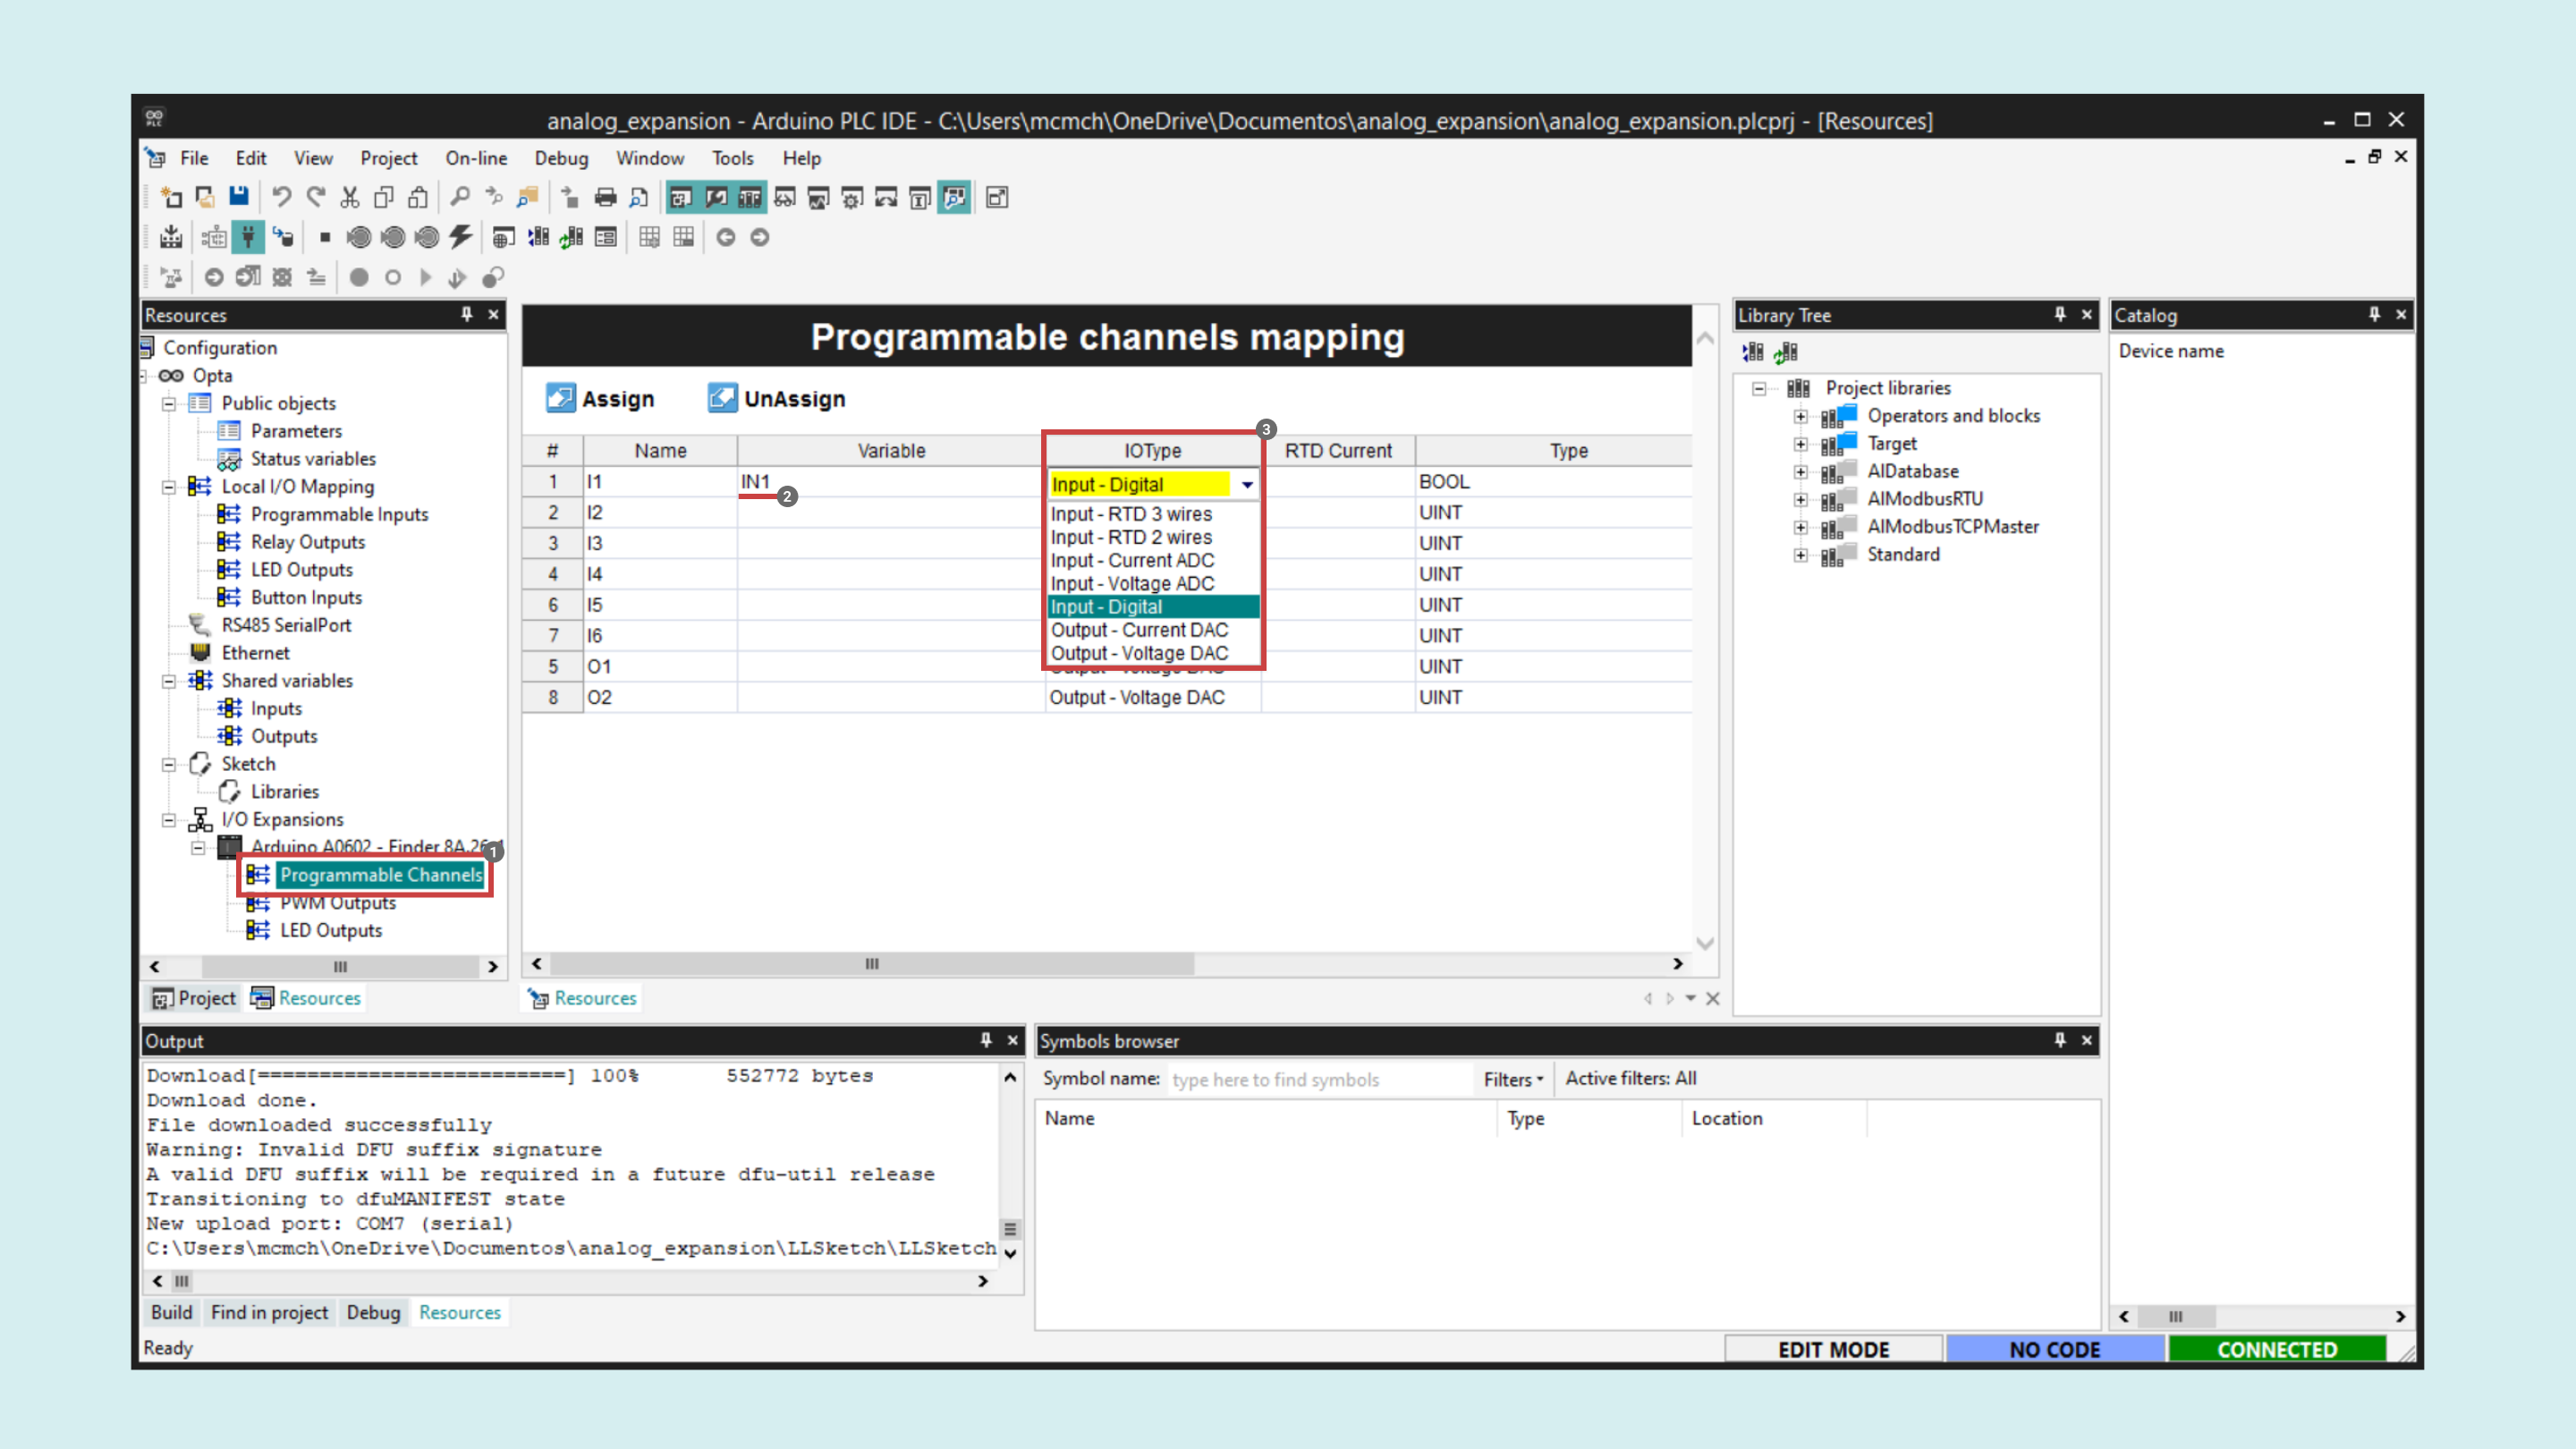 analog_expansion - Arduino PLC IDE - C:\Users\mcmch\OneDrive\Documentos\analog_expansion\analog_expansion.plcprj - [Resources]
File Edit View Project On-line Debug Window Tools Help
Resources
Configuration
Opta
Public objects
Parameters
Status variables
Local I/O Mapping
Programmable Inputs
Relay Outputs
LED Outputs
Button Inputs
RS485 SerialPort
Ethernet
Shared variables
Inputs
Outputs
Sketch
Libraries
I/O Expansions
Arduino A0602 - Finder 8A.26
1
Programmable Channels
PWM Outputs
LED Outputs
Project Resources
Programmable channels mapping
Assign UnAssign
3
# Name Variable IOType RTD Current Type
1 I1 IN1 Input - Digital BOOL
2
2 I2 UINT
3 I3 UINT
4 I4 UINT
6 I5 UINT
7 I6 UINT
5 O1 UINT
8 O2 Output - Voltage DAC UINT
Input - RTD 3 wires
Input - RTD 2 wires
Input - Current ADC
Input - Voltage ADC
Input - Digital
Output - Current DAC
Output - Voltage DAC
Resources
Library Tree
Project libraries
Operators and blocks
Target
AlDatabase
AlModbusRTU
AlModbusTCPMaster
Standard
Catalog
Device name
Output
Download[=========================] 100% 552772 bytes
Download done.
File downloaded successfully
Warning: Invalid DFU suffix signature
A valid DFU suffix will be required in a future dfu-util release
Transitioning to dfuMANIFEST state
New upload port: COM7 (serial)
C:\Users\mcmch\OneDrive\Documentos\analog_expansion\LLSketch\LLSketch
Build Find in project Debug Resources
Symbols browser
Symbol name: type here to find symbols Filters Active filters: All
Name Type Location
Ready
EDIT MODE NO CODE CONNECTED